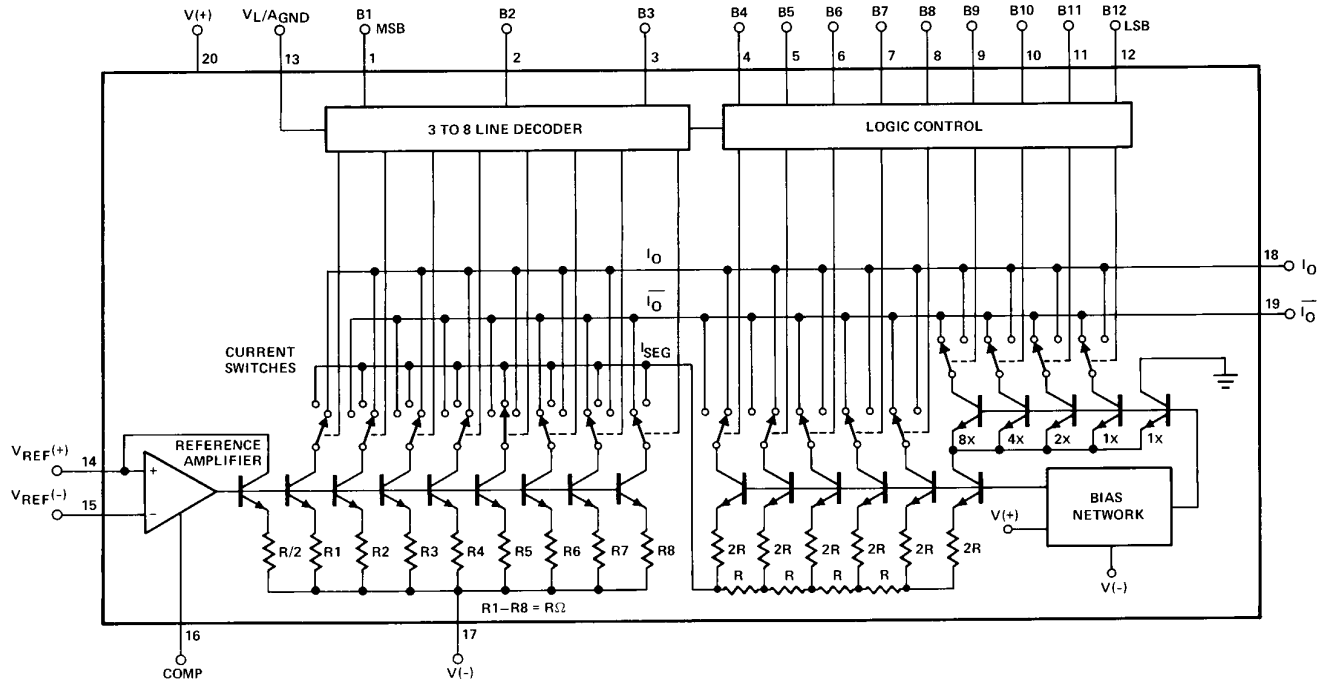 V(+) VL/AGND B1 B2 B3 B4 B5 B6 B7 B8 B9 B10 B11 B12
MSB LSB
20 13 1 2 3 4 5 6 7 8 9 10 11 12
3 TO 8 LINE DECODER
LOGIC CONTROL
IO 18 IO
IO 19 IO
CURRENT
SWITCHES
ISEG
8x 4x 2x 1x 1x
REFERENCE
AMPLIFIER
VREF(+) 14 +
VREF(-) 15 −
BIAS
NETWORK
V(+)
V(-)
R/2 R1 R2 R3 R4 R5 R6 R7 R8
2R 2R 2R 2R 2R 2R
R R R R
R1–R8 = RΩ
16 17
COMP V(-)